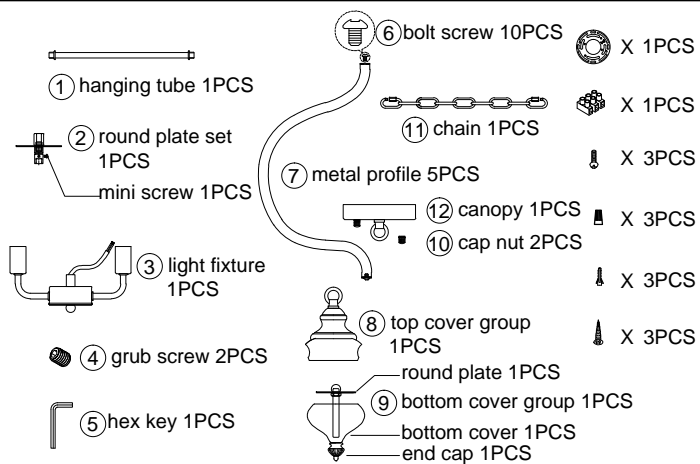 ① hanging tube 1PCS
② round plate set
1PCS
mini screw 1PCS
③ light fixture
1PCS
④ grub screw 2PCS
⑤ hex key 1PCS
⑥ bolt screw 10PCS
⑪ chain 1PCS
⑦ metal profile 5PCS
⑫ canopy 1PCS
⑩ cap nut 2PCS
⑧ top cover group
1PCS
round plate 1PCS
⑨ bottom cover group 1PCS
bottom cover 1PCS
end cap 1PCS
X 1PCS
X 1PCS
X 3PCS
X 3PCS
X 3PCS
X 3PCS